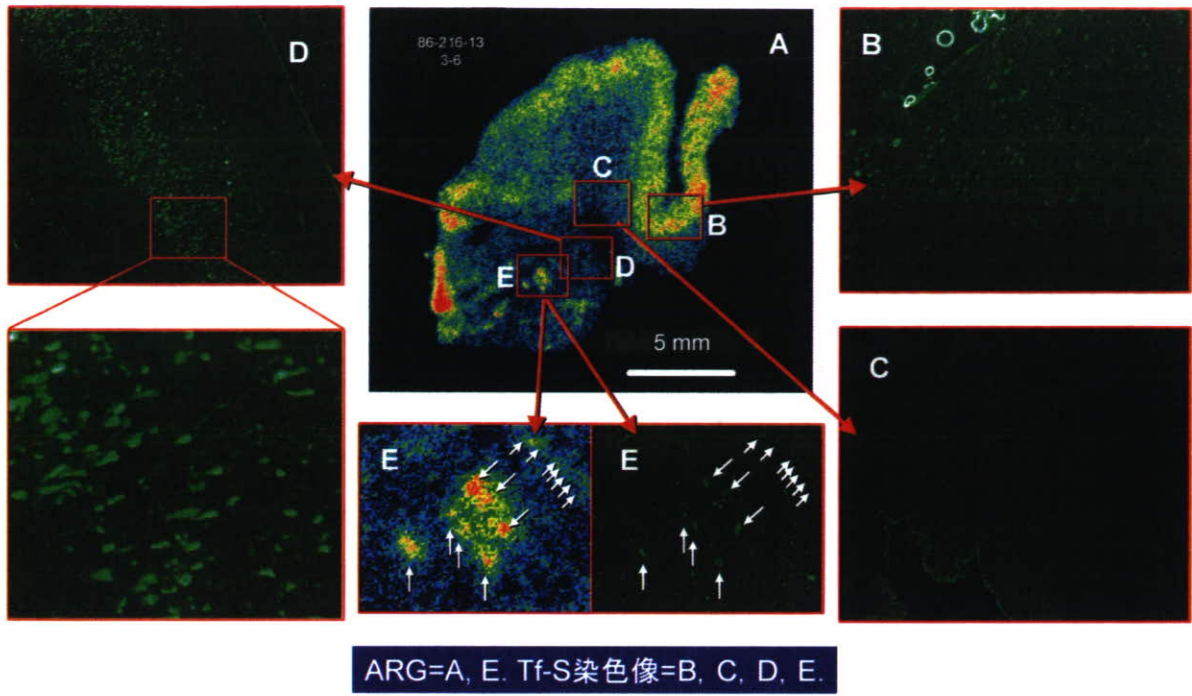 D
86-216-13
3-6
A
B
C
B
D
E
5 mm
C
E
E
ARG=A, E. Tf-S染色像=B, C, D, E.